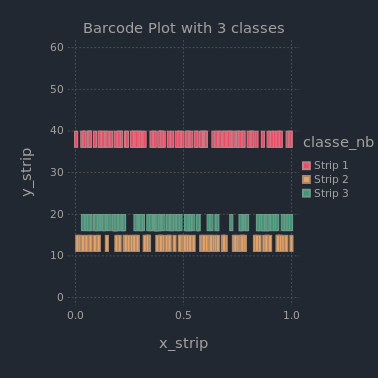 Barcode Plot with 3 classes
60
50
40
30
20
10
0
y_strip
0.0
0.5
1.0
x_strip
classe_nb
Strip 1
Strip 2
Strip 3